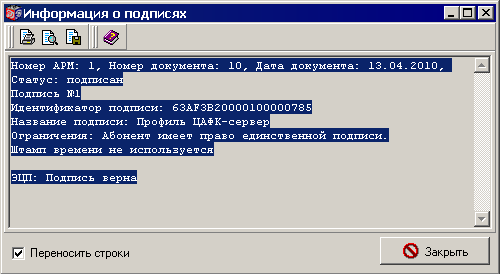 Информация о подписях
Номер АРМ: 1, Номер документа: 10, Дата документа: 13.04.2010,
Статус: подписан
Подпись №1
Идентификатор подписи: 63AF3B20000100000785
Название подписи: Профиль ЦАФК-сервер
Ограничения: Абонент имеет право единственной подписи.
Штамп времени не используется
ЭЦП: Подпись верна
Переносить строки
Закрыть